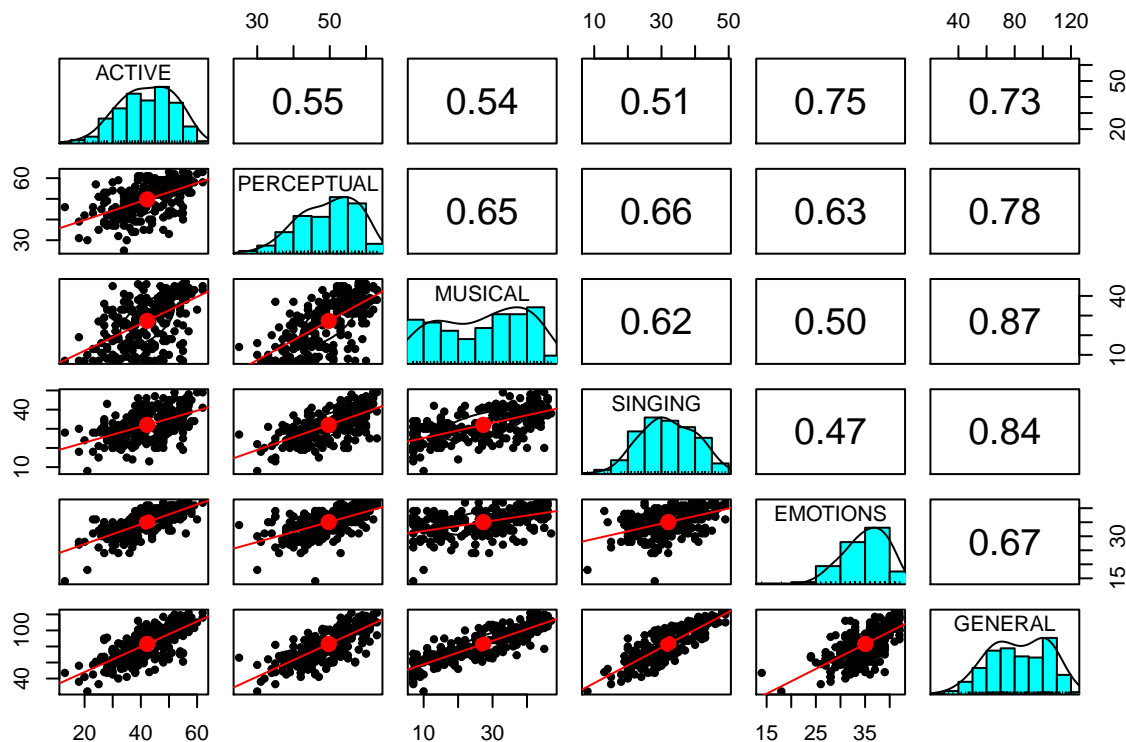 30 50 10 20 30 40 50 40 80 120
ACTIVE 0.55 0.54 0.51 0.75 0.73 20 50
60 30 PERCEPTUAL 0.65 0.66 0.63 0.78
MUSICAL 0.62 0.50 0.87 10 40
40 10 SINGING 0.47 0.84
EMOTIONS 0.67 15 30
100 40 GENERAL
20 40 60 10 30 15 25 35